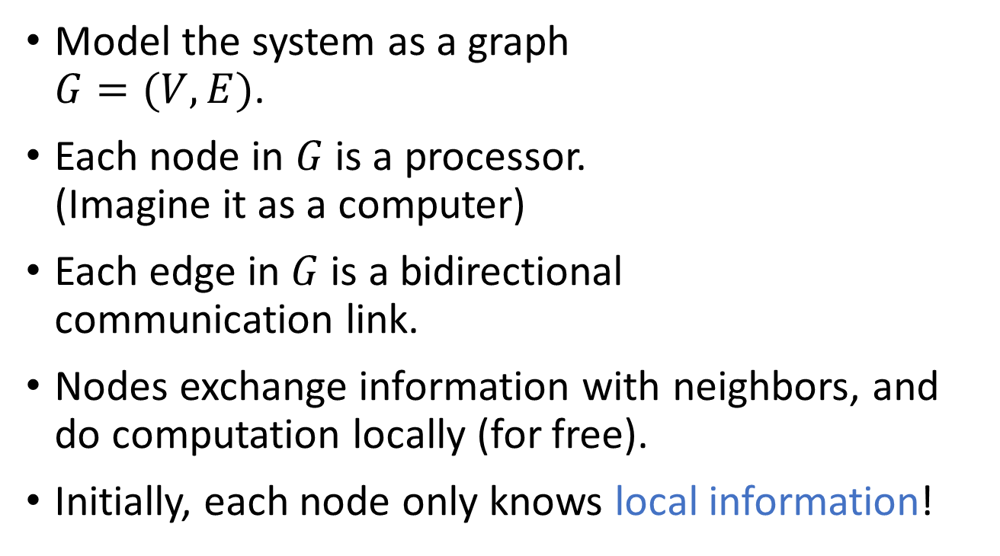 • Model the system as a graph
𝐺 = (𝑉, 𝐸).
• Each node in 𝐺 is a processor.
(Imagine it as a computer)
• Each edge in 𝐺 is a bidirectional
communication link.
• Nodes exchange information with neighbors, and
do computation locally (for free).
• Initially, each node only knows local information!